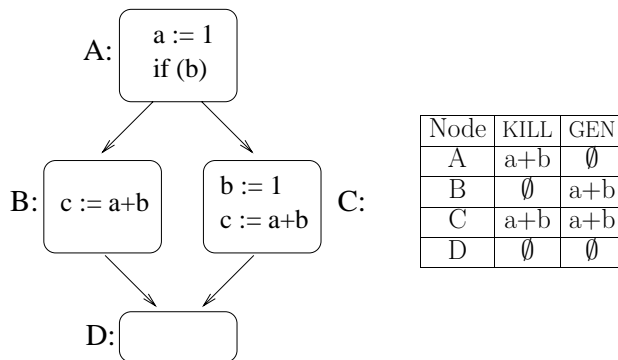 A:
a := 1
if (b)
B:
c := a+b
b := 1
c := a+b
C:
D:
Node KILL GEN
A a+b ∅
B ∅ a+b
C a+b a+b
D ∅ ∅